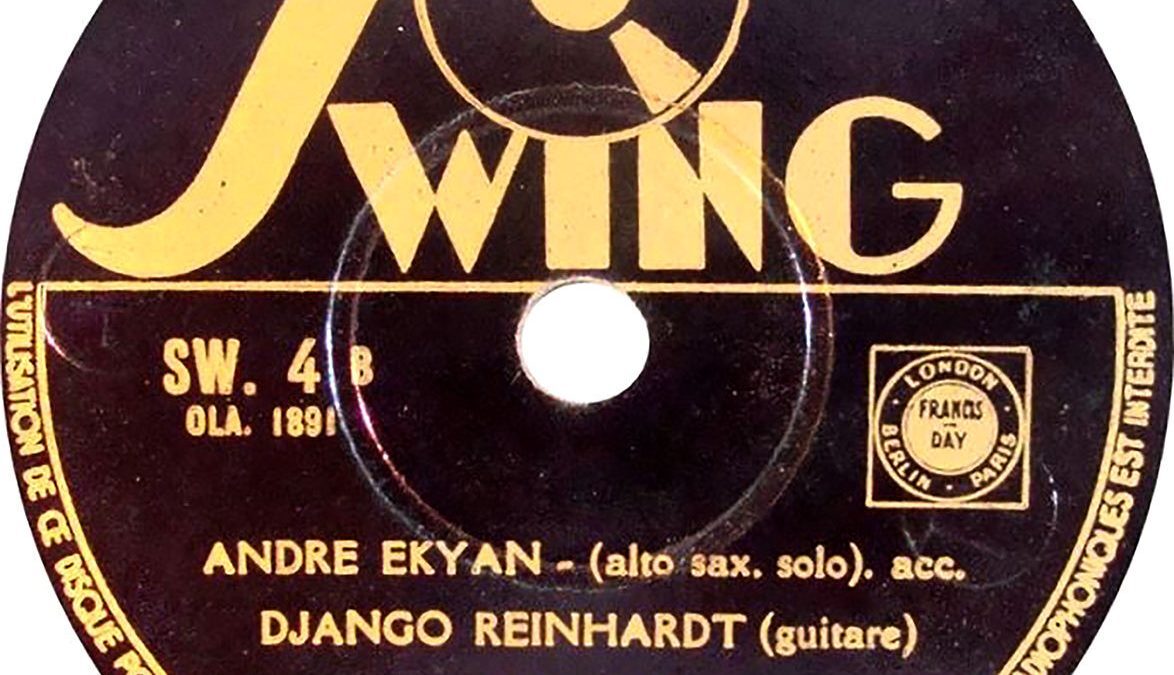 SWING
SW. 4. B
OLA. 1891
LONDON
FRANCIS
DAY
BERLIN · PARIS
ANDRE EKYAN - (alto sax. solo). acc.
DJANGO REINHARDT (guitare)
L'UTILISATION DE CE DISQUE
EST INTERDITE